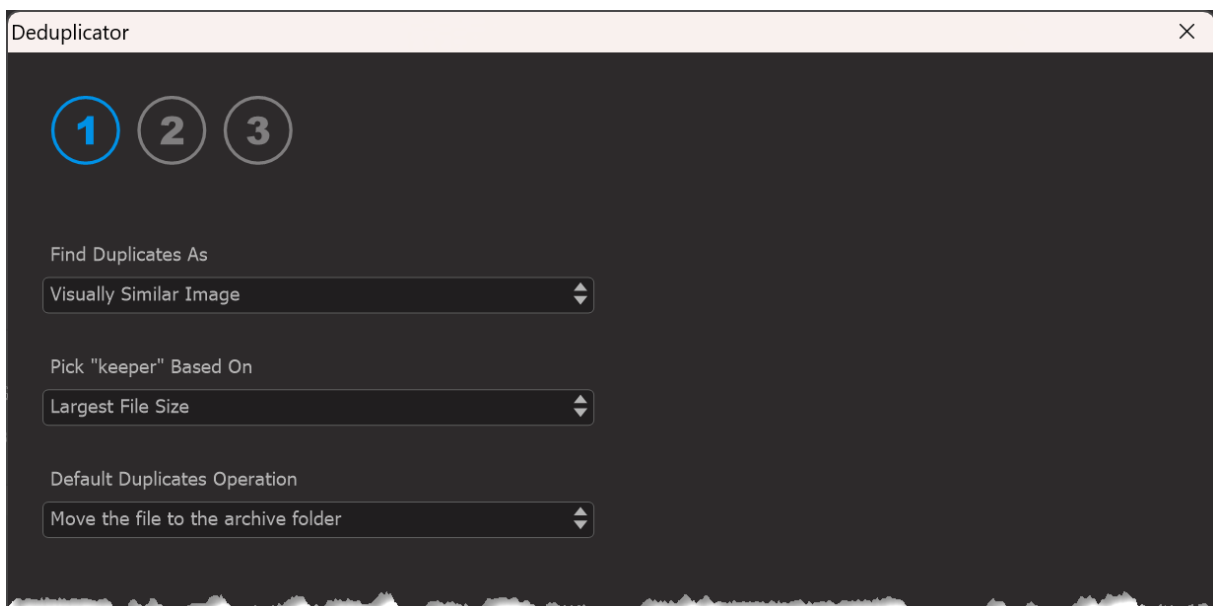 Deduplicator
1 2 3
Find Duplicates As
Visually Similar Image
Pick "keeper" Based On
Largest File Size
Default Duplicates Operation
Move the file to the archive folder